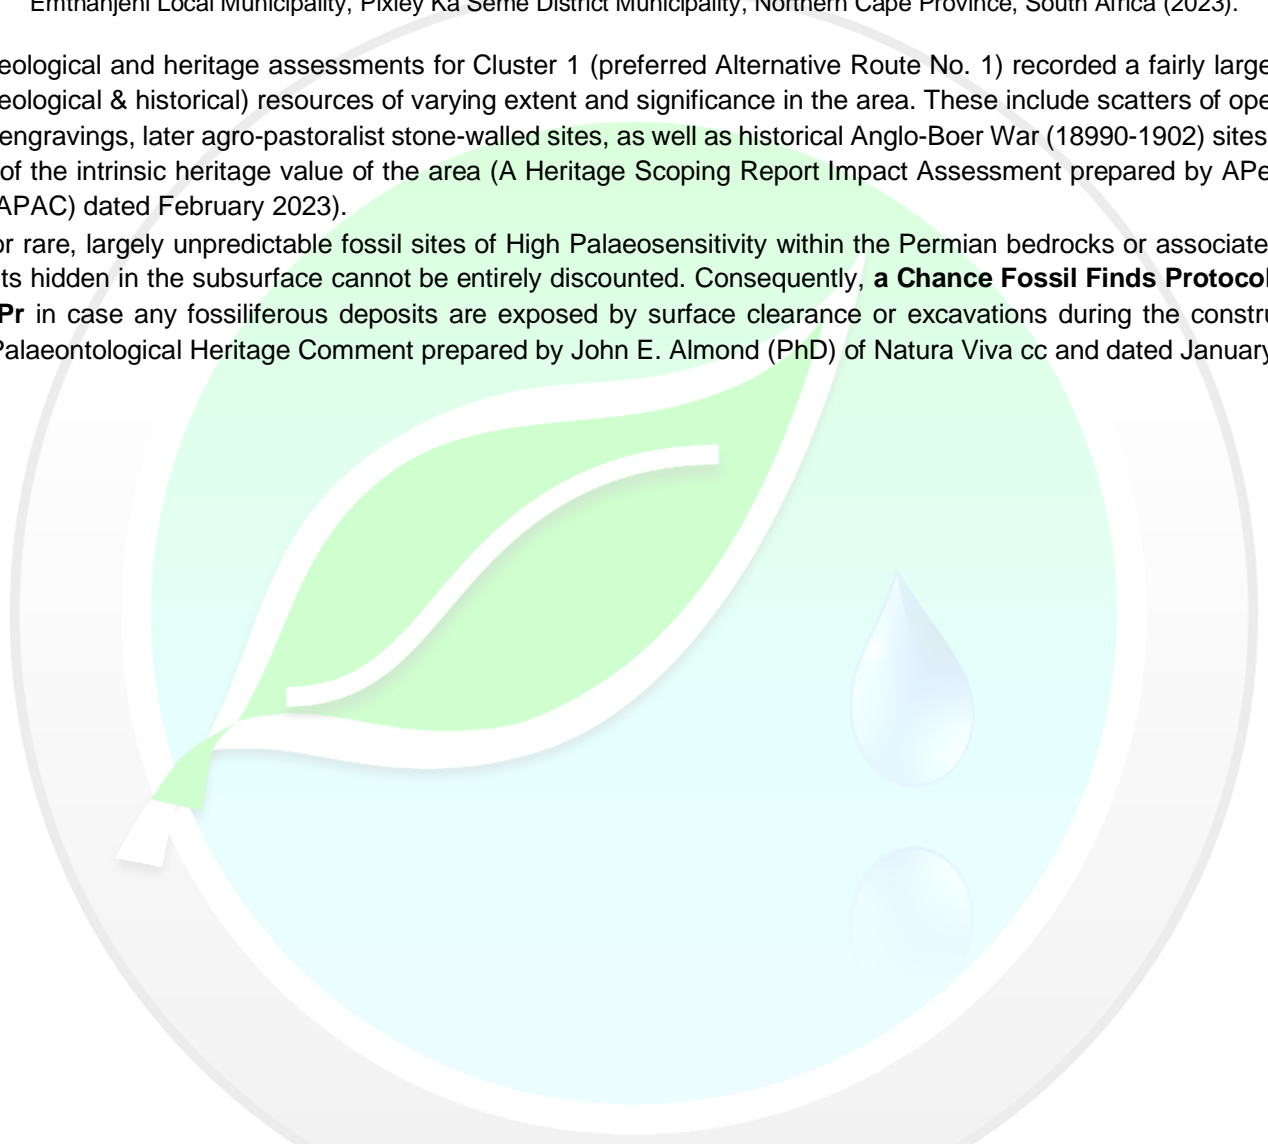 Emthanjeni Local Municipality, Pixley Ka Seme District Municipality, Northern Cape Province, South Africa (2023).
eological and heritage assessments for Cluster 1 (preferred Alternative Route No. 1) recorded a fairly large
eological & historical) resources of varying extent and significance in the area. These include scatters of ope
engravings, later agro-pastoralist stone-walled sites, as well as historical Anglo-Boer War (18990-1902) sites
of the intrinsic heritage value of the area (A Heritage Scoping Report Impact Assessment prepared by APe
APAC) dated February 2023).
or rare, largely unpredictable fossil sites of High Palaeosensitivity within the Permian bedrocks or associate
ts hidden in the subsurface cannot be entirely discounted. Consequently, a Chance Fossil Finds Protocol
Pr in case any fossiliferous deposits are exposed by surface clearance or excavations during the constru
Palaeontological Heritage Comment prepared by John E. Almond (PhD) of Natura Viva cc and dated January